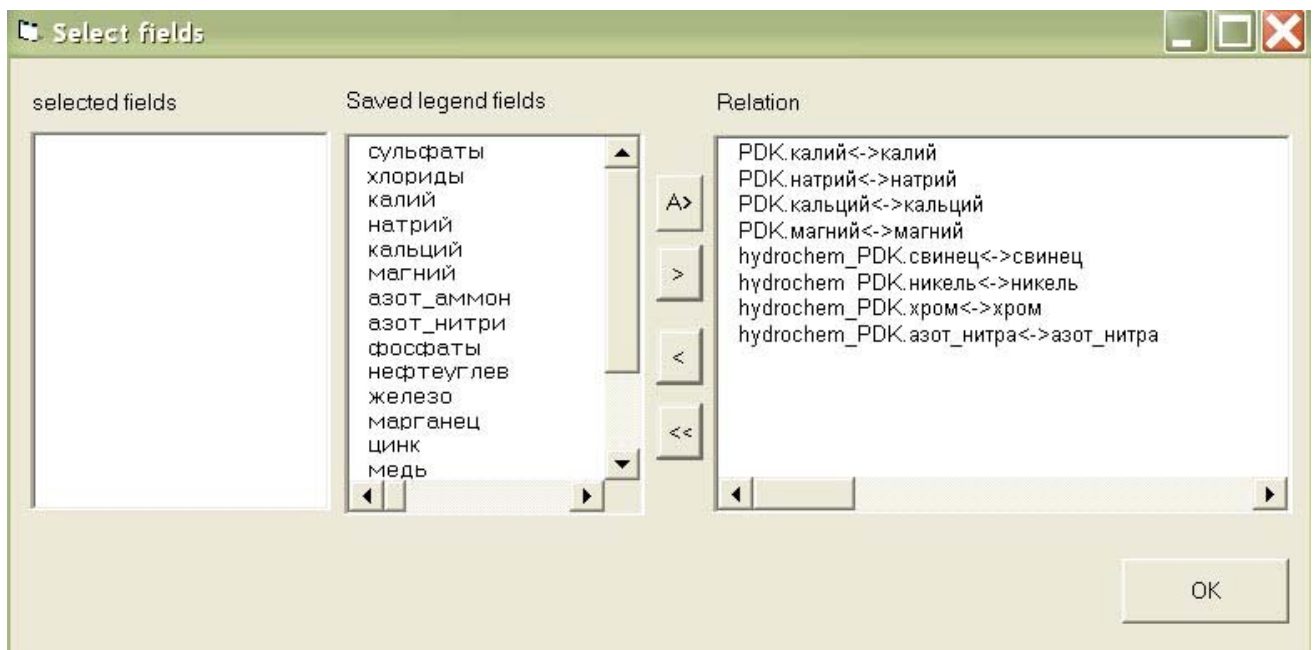 Select fields
selected fields
Saved legend fields
сульфаты
хлориды
калий
натрий
кальций
магний
азот_аммон
азот_нитри
фосфаты
нефтеуглев
железо
марганец
цинк
медь
A>
>
<
<<
Relation
PDK.калий<->калий
PDK.натрий<->натрий
PDK.кальций<->кальций
PDK.магний<->магний
hydrochem_PDK.свинец<->свинец
hydrochem_PDK.никель<->никель
hydrochem_PDK.хром<->хром
hydrochem_PDK.азот_нитра<->азот_нитра
OK